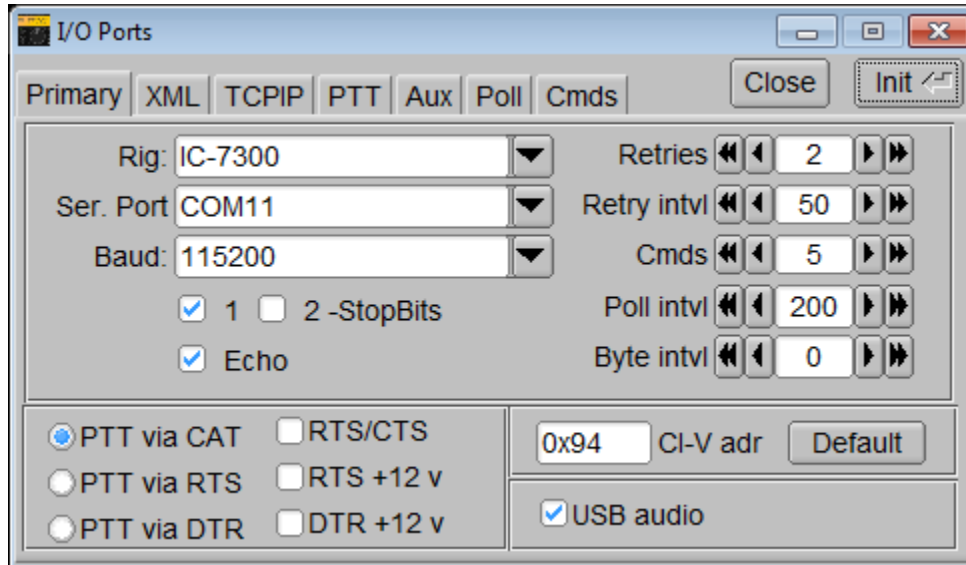 I/O Ports
Primary XML TCPIP PTT Aux Poll Cmds Close Init
Rig: IC-7300 Retries 2
Ser. Port COM11 Retry intvl 50
Baud: 115200 Cmds 5
1 2 -StopBits Poll intvl 200
Echo Byte intvl 0
PTT via CAT RTS/CTS 0x94 CI-V adr Default
PTT via RTS RTS +12 v
PTT via DTR DTR +12 v USB audio